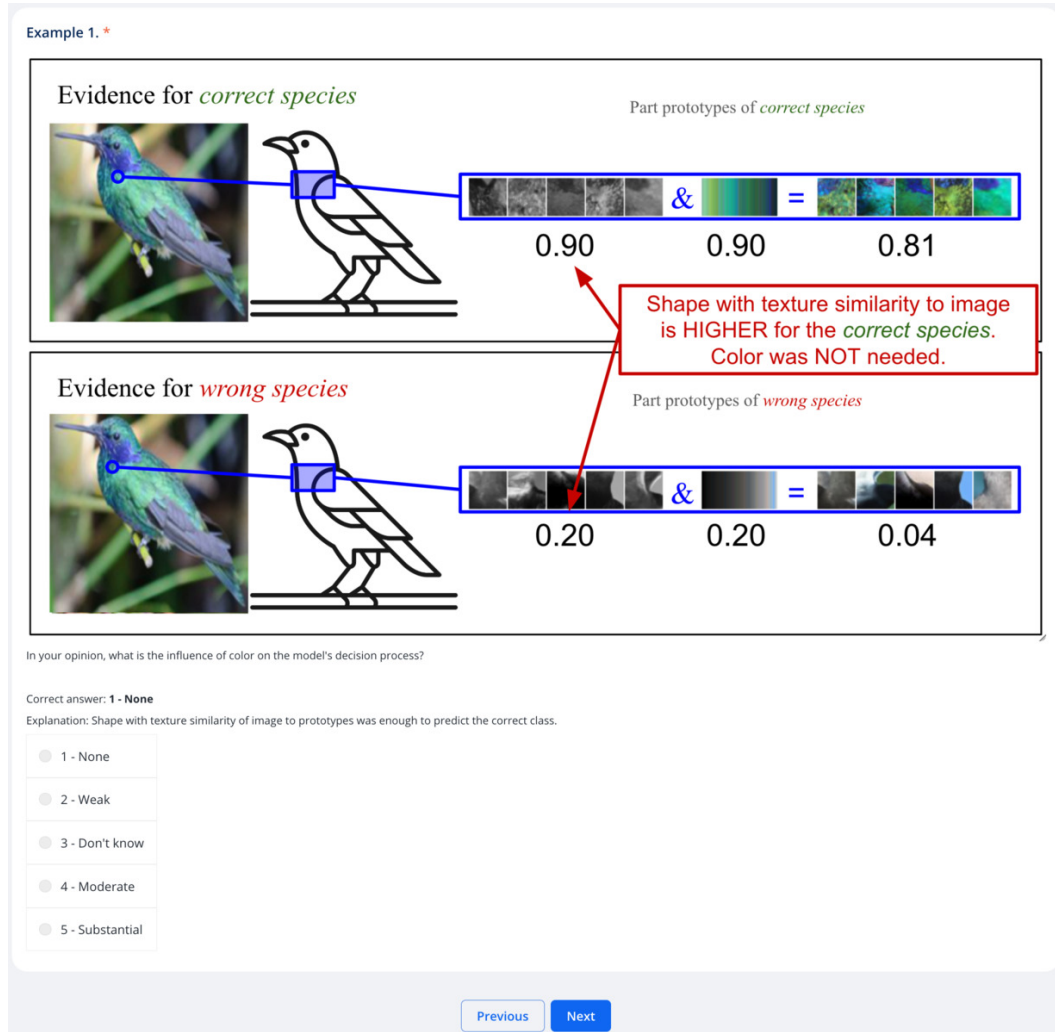 Example 1. *
Evidence for correct species
Part prototypes of correct species
& =
0.90 0.90 0.81
Shape with texture similarity to image
is HIGHER for the correct species.
Color was NOT needed.
Evidence for wrong species
Part prototypes of wrong species
& =
0.20 0.20 0.04
In your opinion, what is the influence of color on the model's decision process?
Correct answer: 1 - None
Explanation: Shape with texture similarity of image to prototypes was enough to predict the correct class.
1 - None
2 - Weak
3 - Don't know
4 - Moderate
5 - Substantial
Previous Next